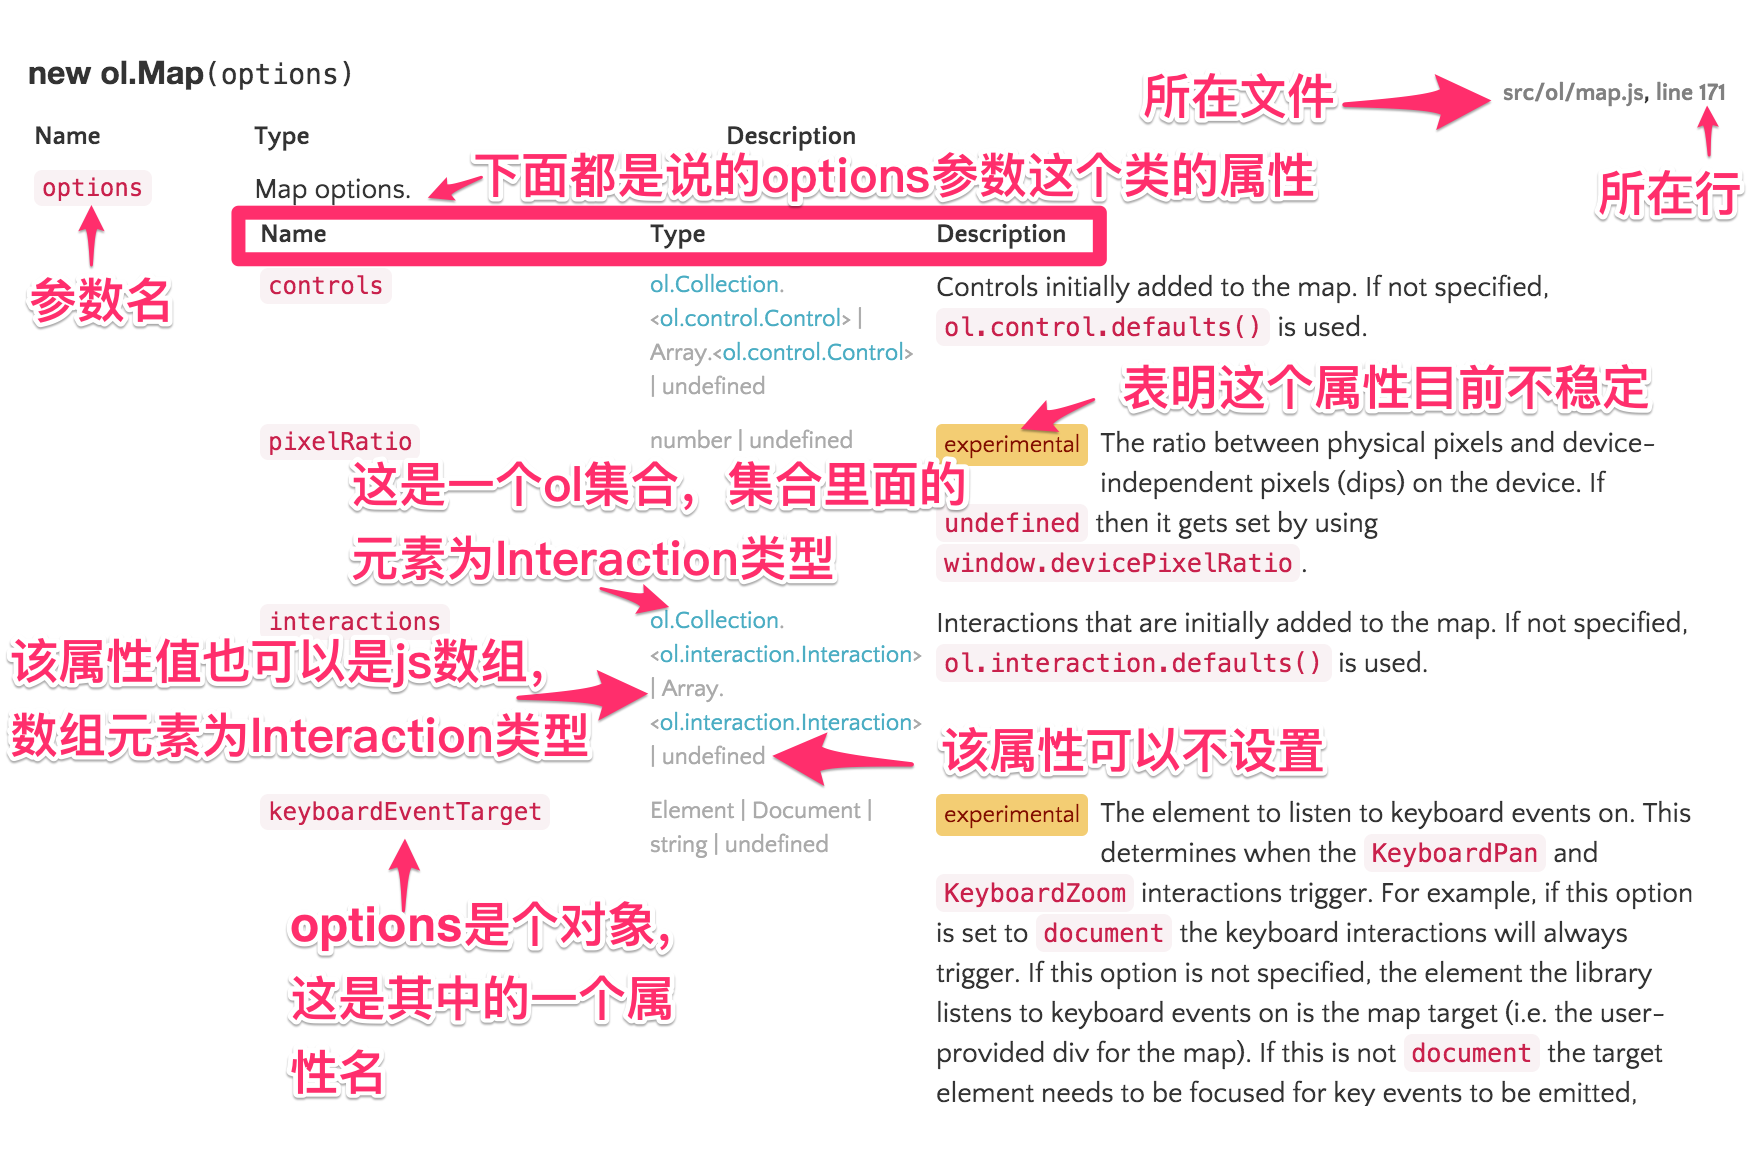 new ol.Map(options)
所在文件
src/ol/map.js, line 171
Name Type Description
下面都是说的options参数这个类的属性
options Map options.
所在行
Name Type Description
参数名
controls
ol.Collection.
<ol.control.Control> |
Array.<ol.control.Control>
| undefined
Controls initially added to the map. If not specified,
ol.control.defaults() is used.
表明这个属性目前不稳定
pixelRatio
number | undefined
experimental The ratio between physical pixels and device-
independent pixels (dips) on the device. If
undefined then it gets set by using
window.devicePixelRatio.
这是一个ol集合，集合里面的
元素为Interaction类型
interactions
ol.Collection.
<ol.interaction.Interaction>
| Array.
<ol.interaction.Interaction>
| undefined
Interactions that are initially added to the map. If not specified,
ol.interaction.defaults() is used.
该属性值也可以是js数组，
数组元素为Interaction类型
该属性可以不设置
keyboardEventTarget
Element | Document |
string | undefined
experimental The element to listen to keyboard events on. This
determines when the KeyboardPan and
KeyboardZoom interactions trigger. For example, if this option
is set to document the keyboard interactions will always
trigger. If this option is not specified, the element the library
listens to keyboard events on is the map target (i.e. the user-
provided div for the map). If this is not document the target
element needs to be focused for key events to be emitted,
options是个对象，
这是其中的一个属
性名